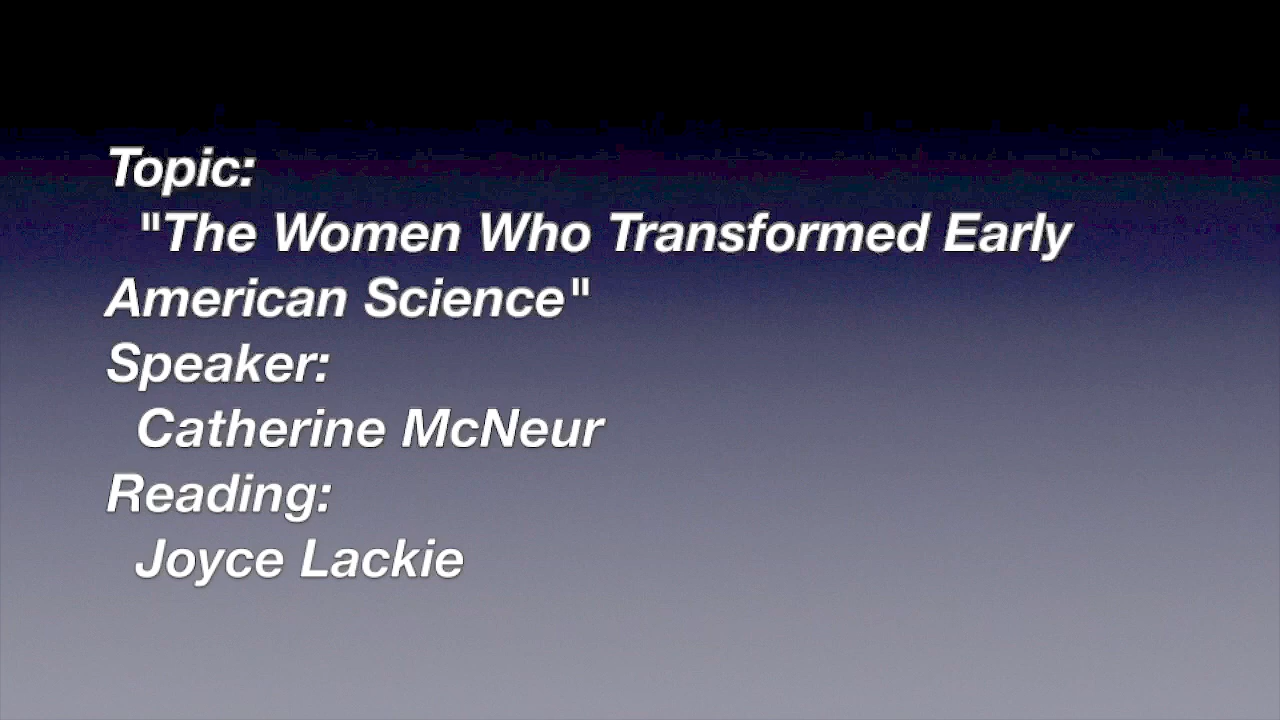 Topic:
"The Women Who Transformed Early
American Science"
Speaker:
Catherine McNeur
Reading:
Joyce Lackie